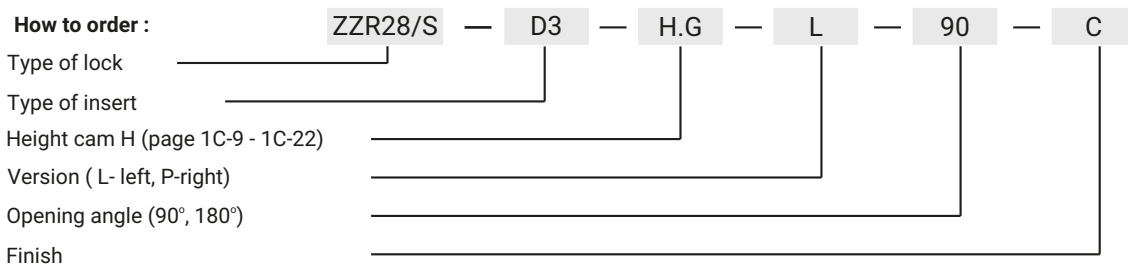 How to order : ZZR28/S — D3 — H.G — L — 90 — C
Type of lock
Type of insert
Height cam H (page 1C-9 - 1C-22)
Version ( L- left, P-right)
Opening angle (90°, 180°)
Finish